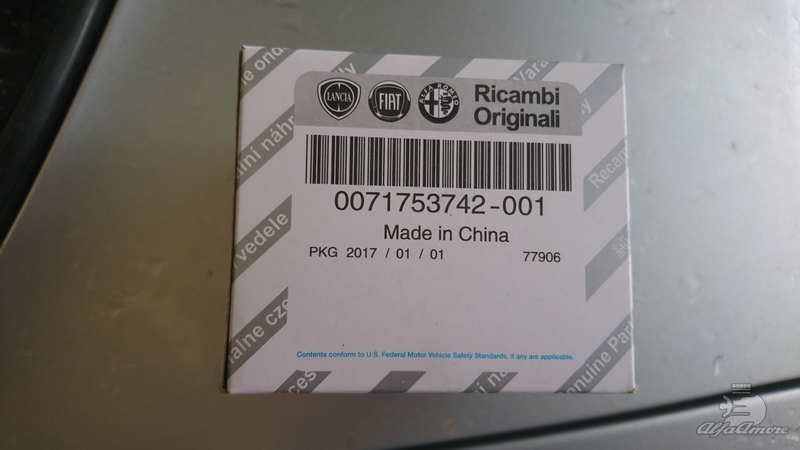 LANCIA
FIAT
ALFA ROMEO
Ricambi
Originali
0071753742-001
Made in China
PKG 2017 / 01 / 01
77906
Contents conform to U.S. Federal Motor Vehicle Safety Standards, if any are applicable.
vedele
AlfaAmore